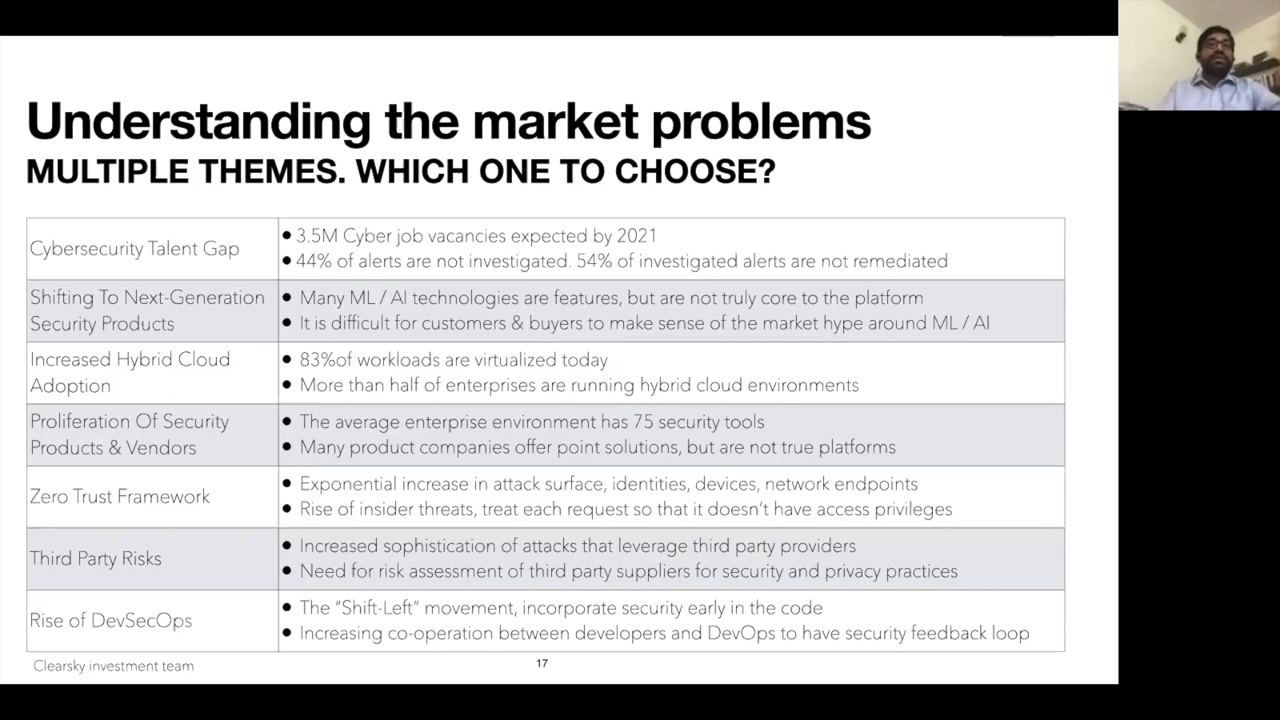 Understanding the market problems
MULTIPLE THEMES. WHICH ONE TO CHOOSE?
Cybersecurity Talent Gap
● 3.5M Cyber job vacancies expected by 2021
● 44% of alerts are not investigated. 54% of investigated alerts are not remediated
Shifting To Next-Generation
Security Products
● Many ML / AI technologies are features, but are not truly core to the platform
● It is difficult for customers & buyers to make sense of the market hype around ML / AI
Increased Hybrid Cloud
Adoption
● 83%of workloads are virtualized today
● More than half of enterprises are running hybrid cloud environments
Proliferation Of Security
Products & Vendors
● The average enterprise environment has 75 security tools
● Many product companies offer point solutions, but are not true platforms
Zero Trust Framework
● Exponential increase in attack surface, identities, devices, network endpoints
● Rise of insider threats, treat each request so that it doesn't have access privileges
Third Party Risks
● Increased sophistication of attacks that leverage third party providers
● Need for risk assessment of third party suppliers for security and privacy practices
Rise of DevSecOps
● The “Shift-Left” movement, incorporate security early in the code
● Increasing co-operation between developers and DevOps to have security feedback loop
Clearsky investment team
17